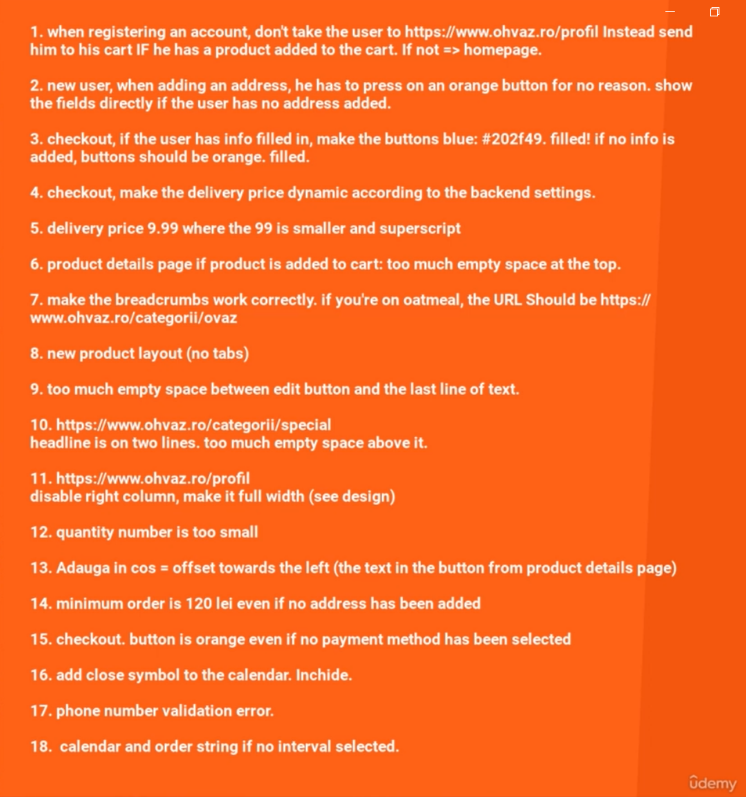 1. when registering an account, don't take the user to https://www.ohvaz.ro/profil Instead send
him to his cart IF he has a product added to the cart. If not => homepage.
2. new user, when adding an address, he has to press on an orange button for no reason. show
the fields directly if the user has no address added.
3. checkout, if the user has info filled in, make the buttons blue: #202f49. filled! if no info is
added, buttons should be orange. filled.
4. checkout, make the delivery price dynamic according to the backend settings.
5. delivery price 9.99 where the 99 is smaller and superscript
6. product details page if product is added to cart: too much empty space at the top.
7. make the breadcrumbs work correctly. if you're on oatmeal, the URL Should be https://
www.ohvaz.ro/categorii/ovaz
8. new product layout (no tabs)
9. too much empty space between edit button and the last line of text.
10. https://www.ohvaz.ro/categorii/special
headline is on two lines. too much empty space above it.
11. https://www.ohvaz.ro/profil
disable right column, make it full width (see design)
12. quantity number is too small
13. Adauga in cos = offset towards the left (the text in the button from product details page)
14. minimum order is 120 lei even if no address has been added
15. checkout. button is orange even if no payment method has been selected
16. add close symbol to the calendar. Inchide.
17. phone number validation error.
18. calendar and order string if no interval selected.
ûdemy